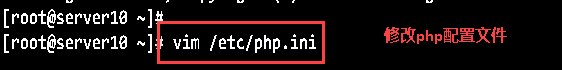 [root@server10 ~]#
[root@server10 ~]# vim /etc/php.ini 修改php配置文件